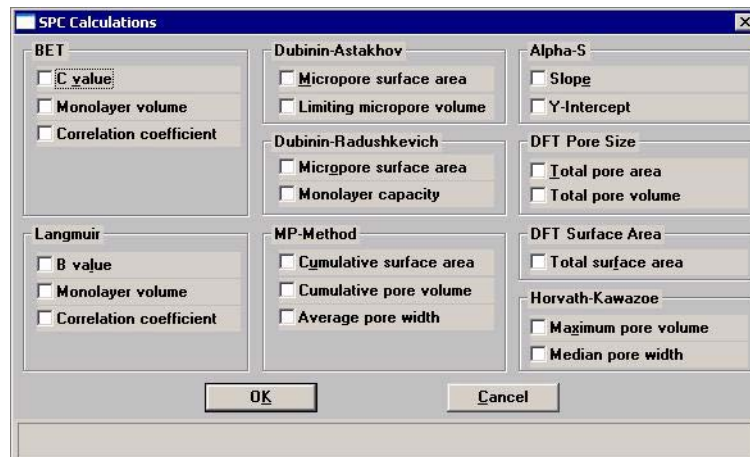 SPC Calculations
BET
C value
Monolayer volume
Correlation coefficient
Langmuir
B value
Monolayer volume
Correlation coefficient
Dubinin-Astakhov
Micropore surface area
Limiting micropore volume
Dubinin-Radushkevich
Micropore surface area
Monolayer capacity
MP-Method
Cumulative surface area
Cumulative pore volume
Average pore width
Alpha-S
Slope
Y-Intercept
DFT Pore Size
Total pore area
Total pore volume
DFT Surface Area
Total surface area
Horvath-Kawazoe
Maximum pore volume
Median pore width
OK
Cancel